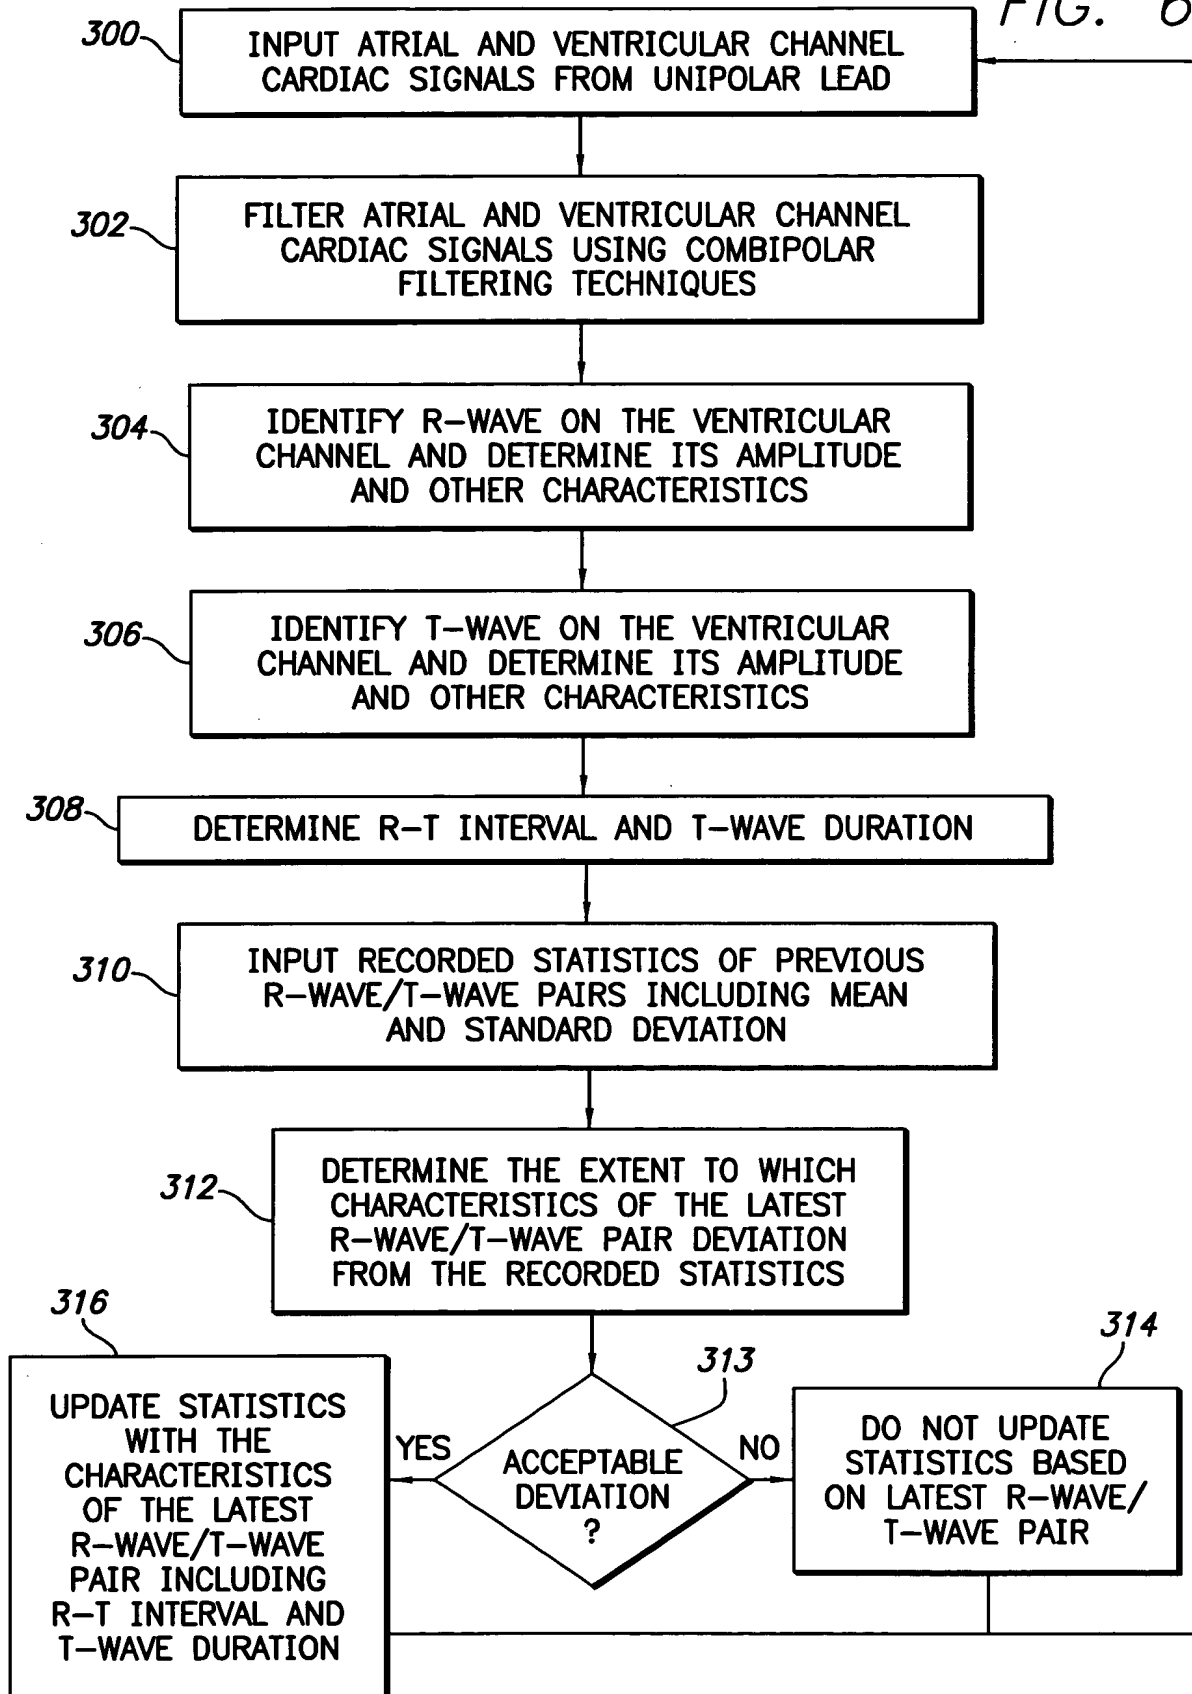 FIG. 6
300
INPUT ATRIAL AND VENTRICULAR CHANNEL
CARDIAC SIGNALS FROM UNIPOLAR LEAD
302
FILTER ATRIAL AND VENTRICULAR CHANNEL
CARDIAC SIGNALS USING COMBIPOLAR
FILTERING TECHNIQUES
304
IDENTIFY R-WAVE ON THE VENTRICULAR
CHANNEL AND DETERMINE ITS AMPLITUDE
AND OTHER CHARACTERISTICS
306
IDENTIFY T-WAVE ON THE VENTRICULAR
CHANNEL AND DETERMINE ITS AMPLITUDE
AND OTHER CHARACTERISTICS
308
DETERMINE R-T INTERVAL AND T-WAVE DURATION
310
INPUT RECORDED STATISTICS OF PREVIOUS
R-WAVE/T-WAVE PAIRS INCLUDING MEAN
AND STANDARD DEVIATION
312
DETERMINE THE EXTENT TO WHICH
CHARACTERISTICS OF THE LATEST
R-WAVE/T-WAVE PAIR DEVIATION
FROM THE RECORDED STATISTICS
313
ACCEPTABLE
DEVIATION
?
YES
NO
316
UPDATE STATISTICS
WITH THE
CHARACTERISTICS
OF THE LATEST
R-WAVE/T-WAVE
PAIR INCLUDING
R-T INTERVAL AND
T-WAVE DURATION
314
DO NOT UPDATE
STATISTICS BASED
ON LATEST R-WAVE/
T-WAVE PAIR